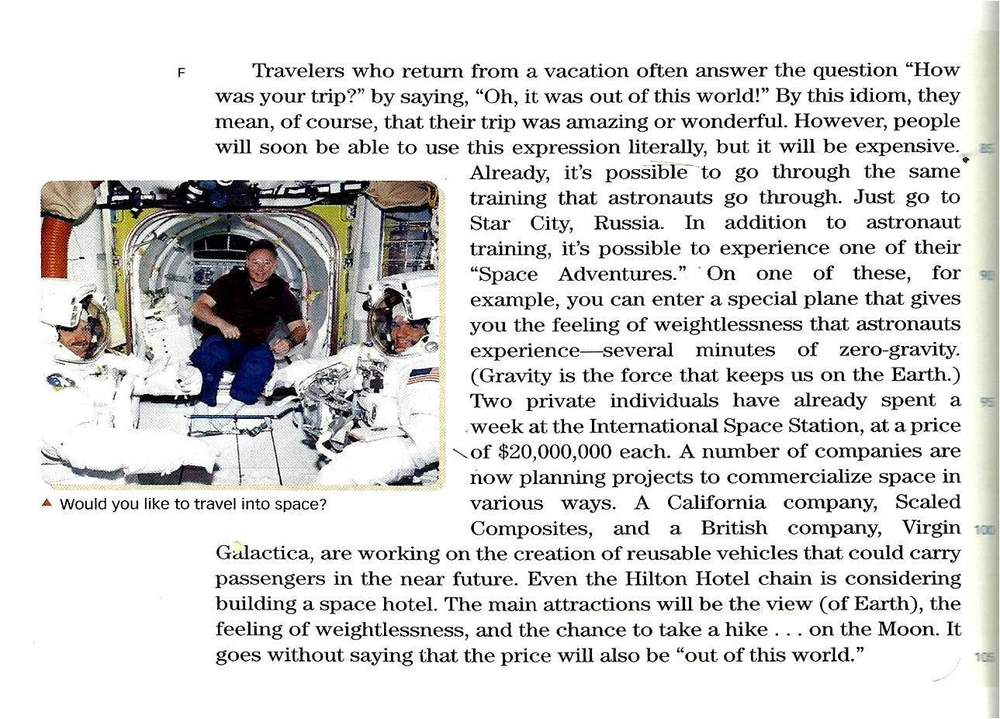 F
Travelers who return from a vacation often answer the question “How
was your trip?” by saying, “Oh, it was out of this world!” By this idiom, they
mean, of course, that their trip was amazing or wonderful. However, people
will soon be able to use this expression literally, but it will be expensive.
85
Already, it’s possible to go through the same
training that astronauts go through. Just go to
Star City, Russia. In addition to astronaut
training, it’s possible to experience one of their
“Space Adventures.” On one of these, for
90
example, you can enter a special plane that gives
you the feeling of weightlessness that astronauts
experience—several minutes of zero-gravity.
(Gravity is the force that keeps us on the Earth.)
Two private individuals have already spent a
95
week at the International Space Station, at a price
of $20,000,000 each. A number of companies are
now planning projects to commercialize space in
various ways. A California company, Scaled
Composites, and a British company, Virgin
100
Galactica, are working on the creation of reusable vehicles that could carry
passengers in the near future. Even the Hilton Hotel chain is considering
building a space hotel. The main attractions will be the view (of Earth), the
feeling of weightlessness, and the chance to take a hike . . . on the Moon. It
goes without saying that the price will also be “out of this world.”
105
▲ Would you like to travel into space?